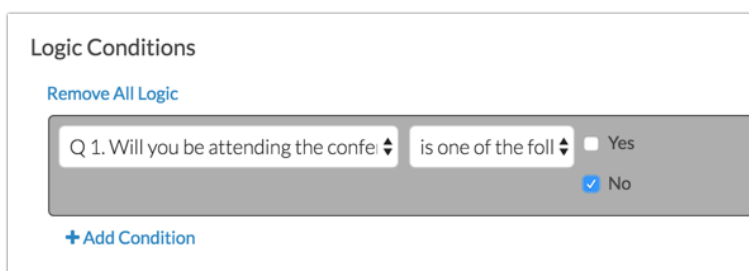 Logic Conditions
Remove All Logic
Q 1. Will you be attending the confe is one of the foll Yes
No
+ Add Condition